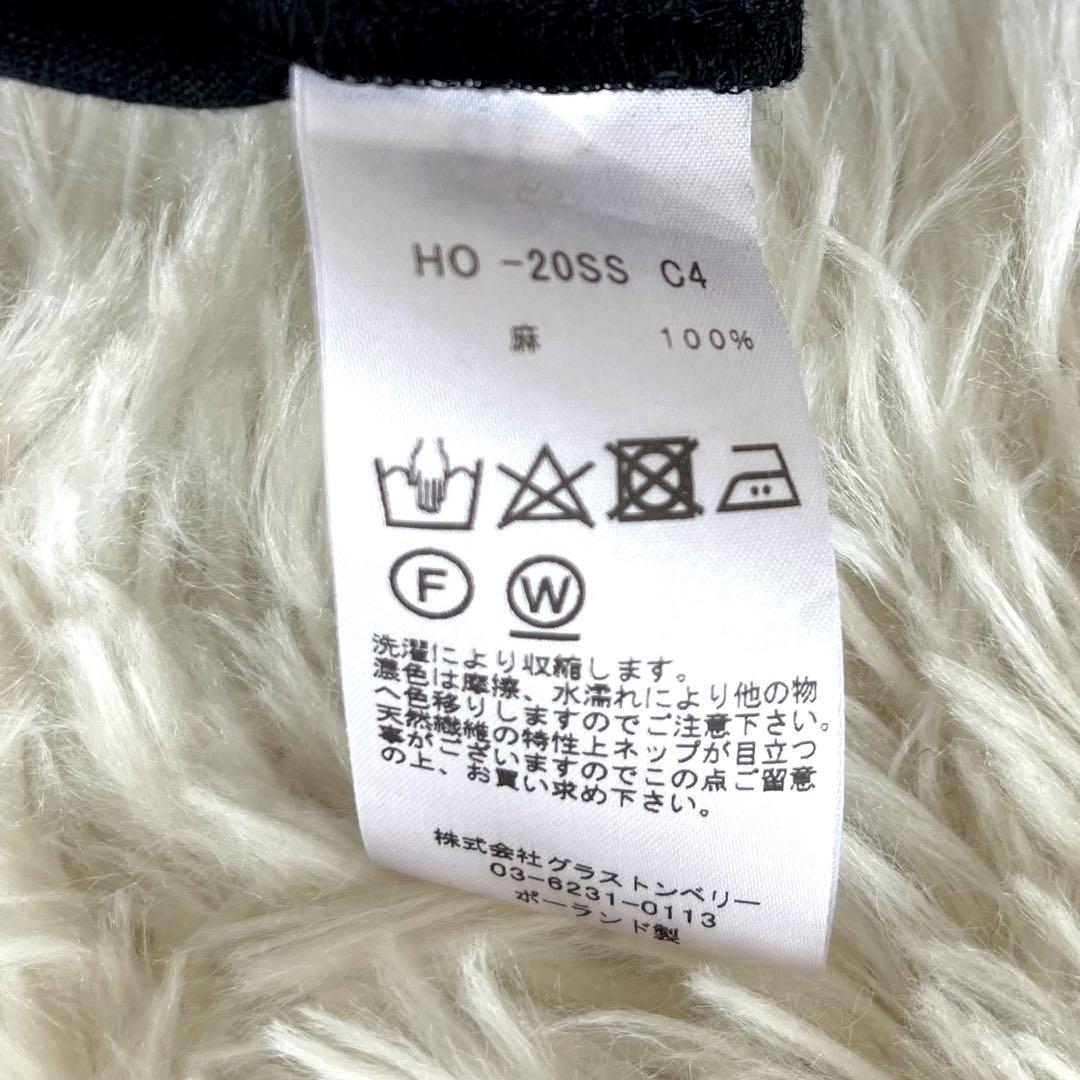 HO -20SS C4
麻 100%
F W
洗濯により収縮します。
濃色は摩擦、水濡れにより他の物
へ色移りしますのでご注意下さい。
天然繊維の特性上ネップが目立つ
事がございますのでこの点ご留意
の上、お買い求め下さい。
株式会社グラストンベリー
03-6231-0113
ポーランド製